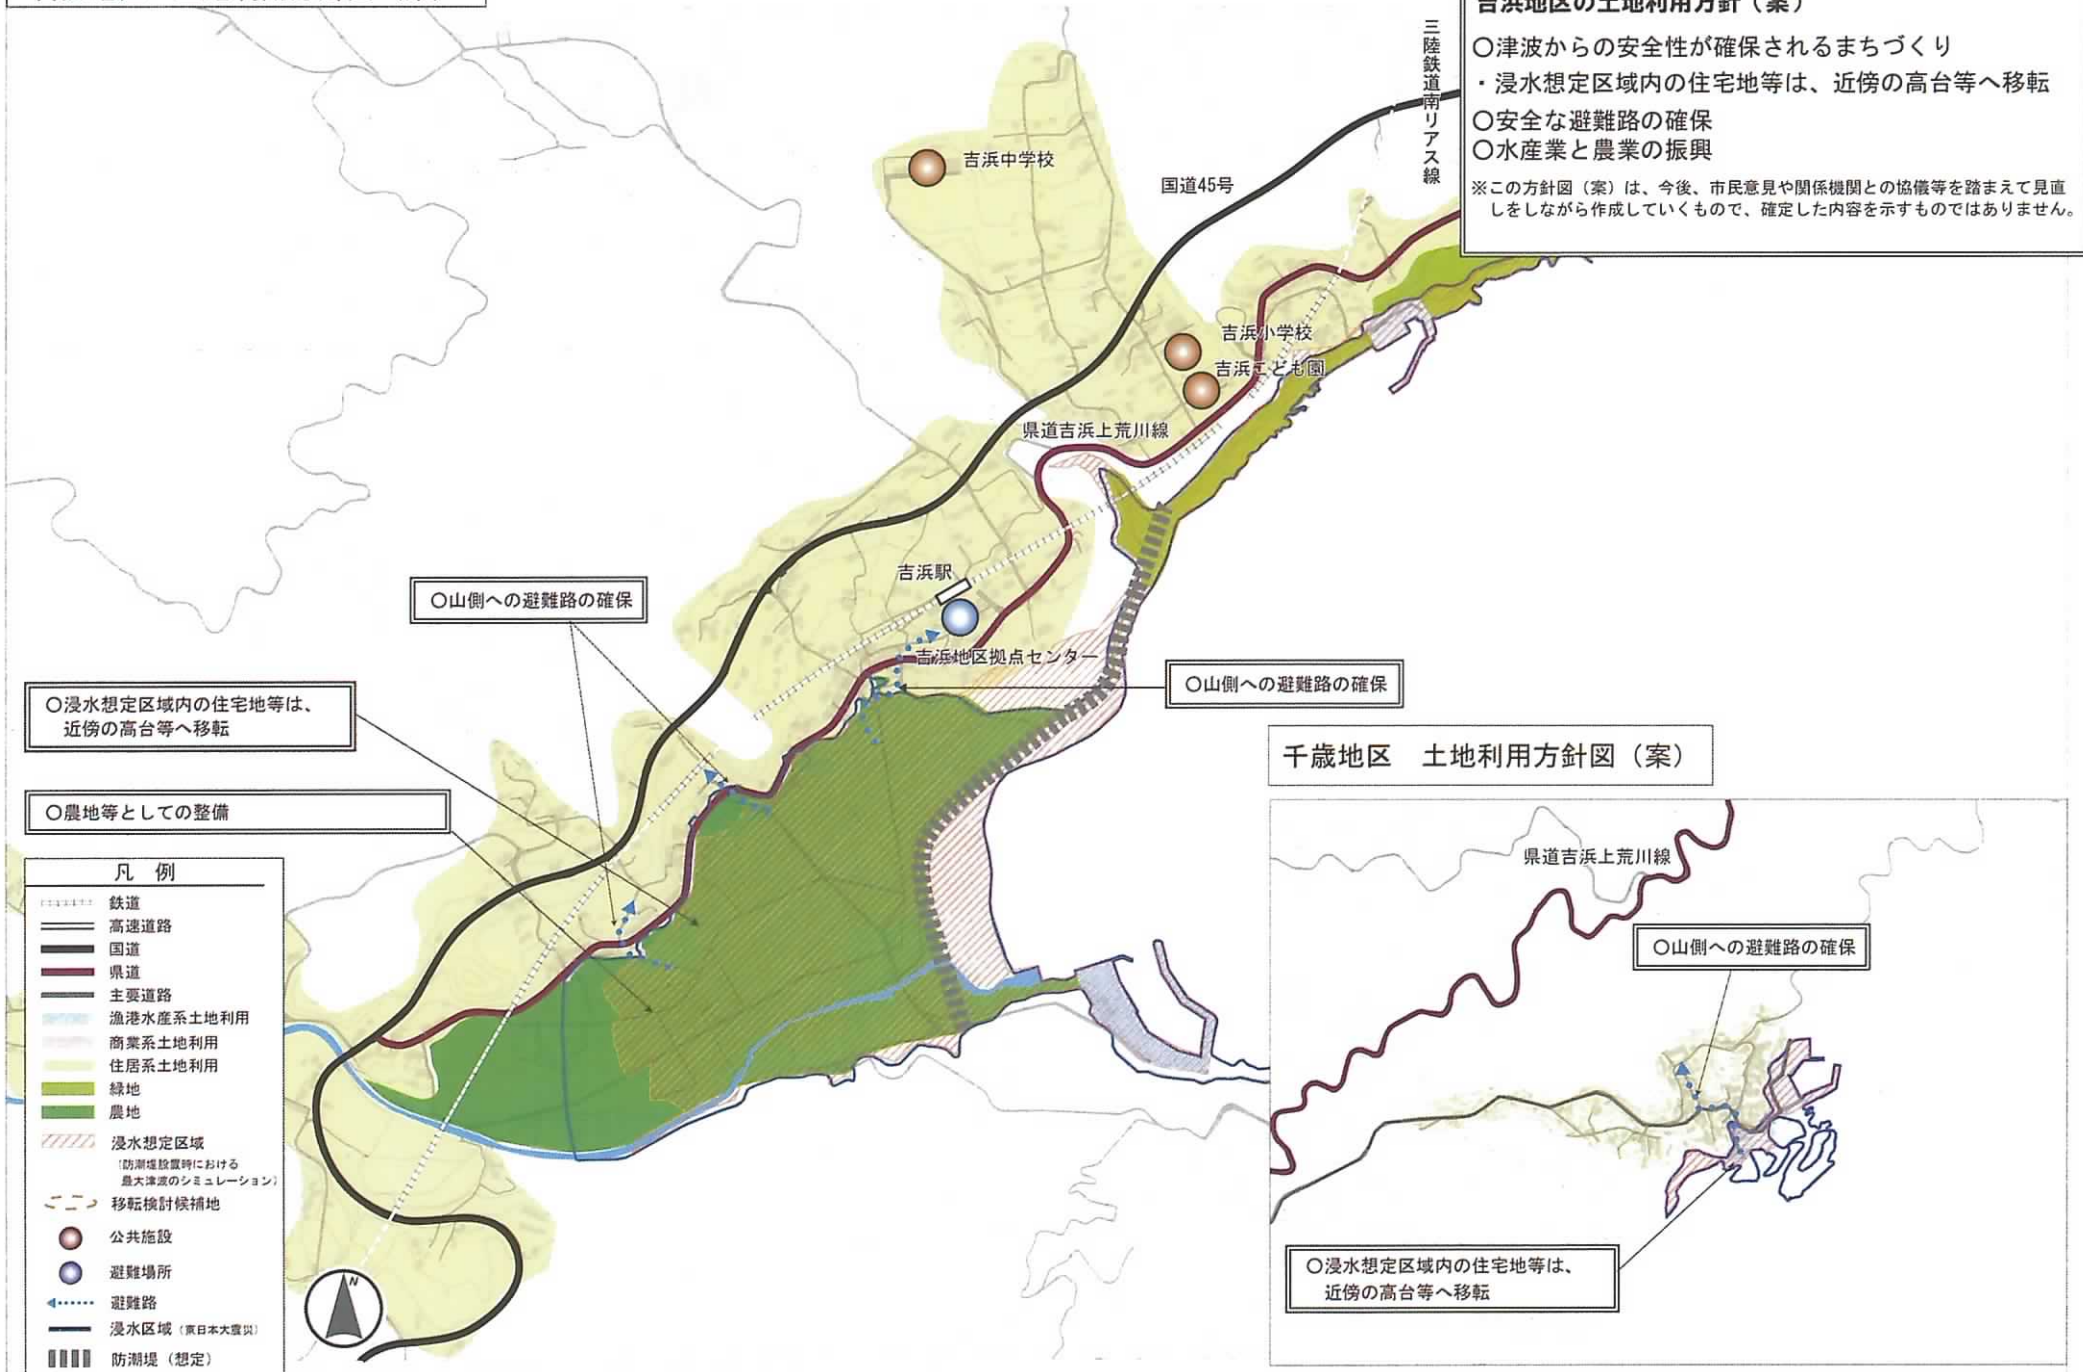 吉浜地区の土地利用方針（案）
○津波からの安全性が確保されるまちづくり
・浸水想定区域内の住宅地等は、近傍の高台等へ移転
○安全な避難路の確保
○水産業と農業の振興
※この方針図（案）は、今後、市民意見や関係機関との協儀等を踏まえて見直
しをしながら作成していくもので、確定した内容を示すものではありません。
三陸鉄道南リアス線
吉浜中学校
国道45号
吉浜小学校
吉浜こども園
県道吉浜上荒川線
吉浜駅
○山側への避難路の確保
吉浜地区拠点センター
○山側への避難路の確保
○浸水想定区域内の住宅地等は、
近傍の高台等へ移転
○農地等としての整備
千歳地区　土地利用方針図（案）
県道吉浜上荒川線
○山側への避難路の確保
○浸水想定区域内の住宅地等は、
近傍の高台等へ移転
凡　例
鉄道
高速道路
国道
県道
主要道路
漁港水産系土地利用
商業系土地利用
住居系土地利用
緑地
農地
浸水想定区域
（防潮堤設置時における
最大津波のシミュレーション）
移転検討候補地
公共施設
避難場所
避難路
浸水区域（東日本大震災）
防潮堤（想定）
N